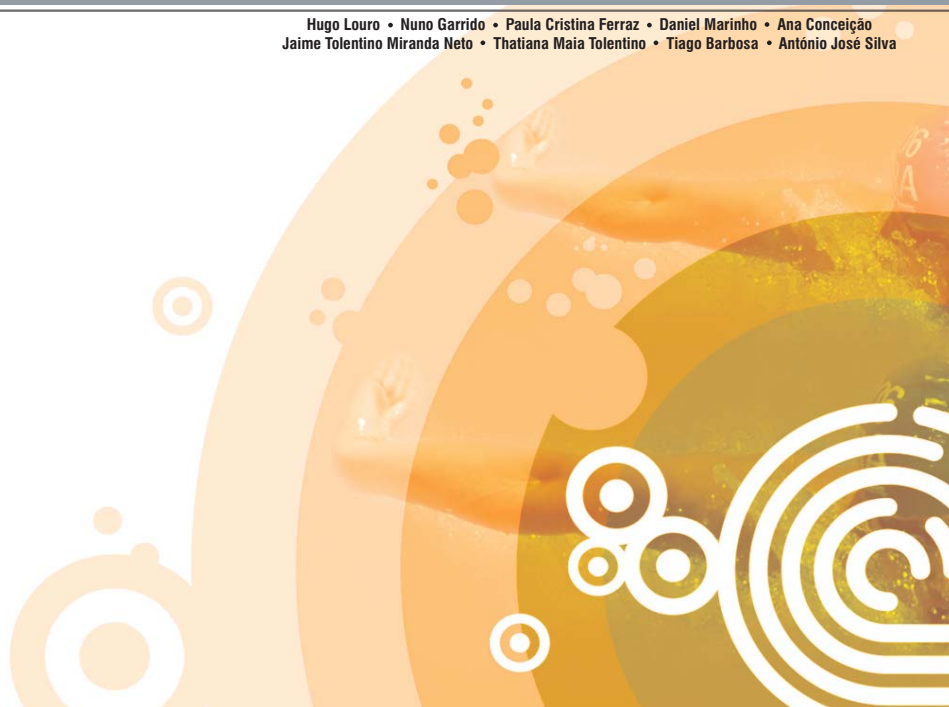 Hugo Louro • Nuno Garrido • Paula Cristina Ferraz • Daniel Marinho • Ana Conceição
Jaime Tolentino Miranda Neto • Thatiana Maia Tolentino • Tiago Barbosa • António José Silva